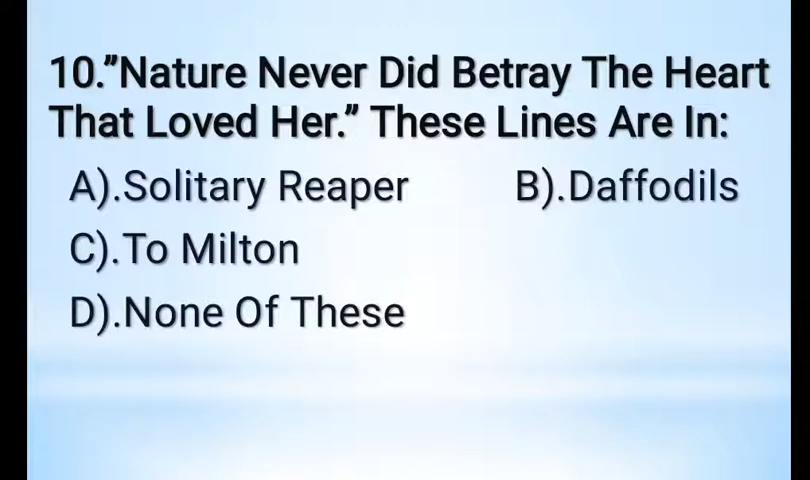 10.”Nature Never Did Betray The Heart
That Loved Her.” These Lines Are In:
A).Solitary Reaper B).Daffodils
C).To Milton
D).None Of These